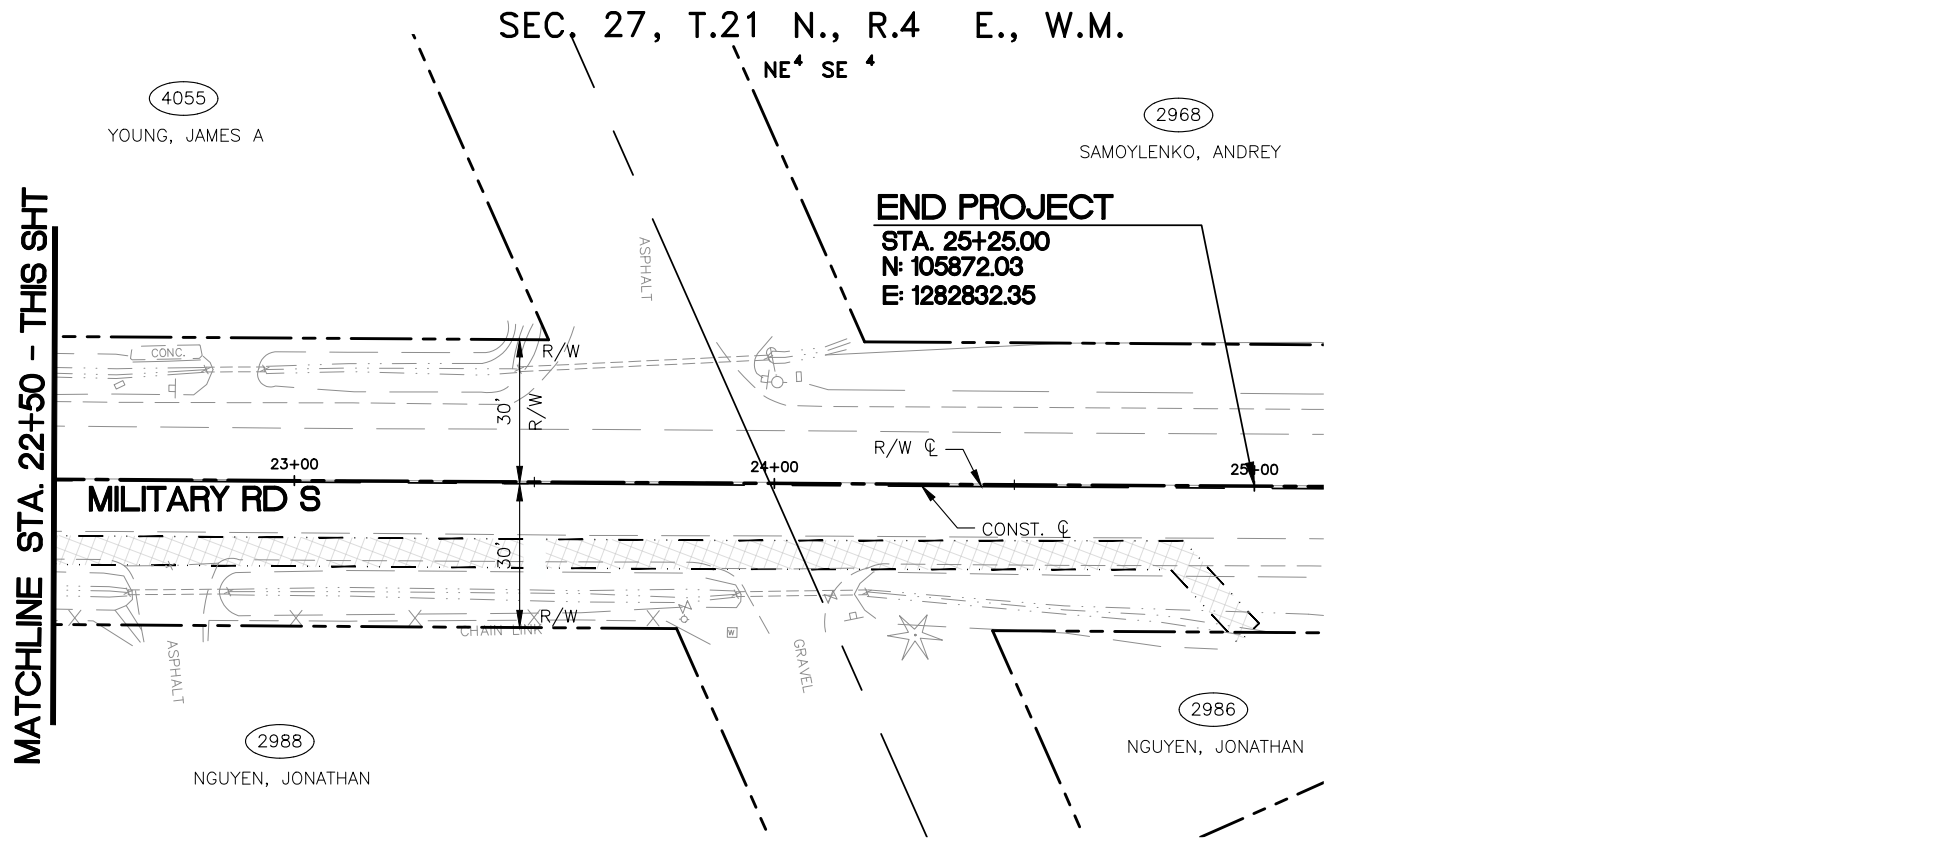 SEC. 27, T.21 N., R.4 E., W.M.
NE4 SE 4
4055
YOUNG, JAMES A
2968
SAMOYLENKO, ANDREY
END PROJECT
STA. 25+25.00
N: 105872.03
E: 1282832.35
MATCHLINE STA. 22+50 - THIS SHT
ASPHALT
CONC.
R/W
30'
R/W
R/W ℄
23+00
24+00
25+00
MILITARY RD S
CONST. ℄
30'
R/W
CHAIN LINK
W
ASPHALT
GRAVEL
2988
NGUYEN, JONATHAN
2986
NGUYEN, JONATHAN